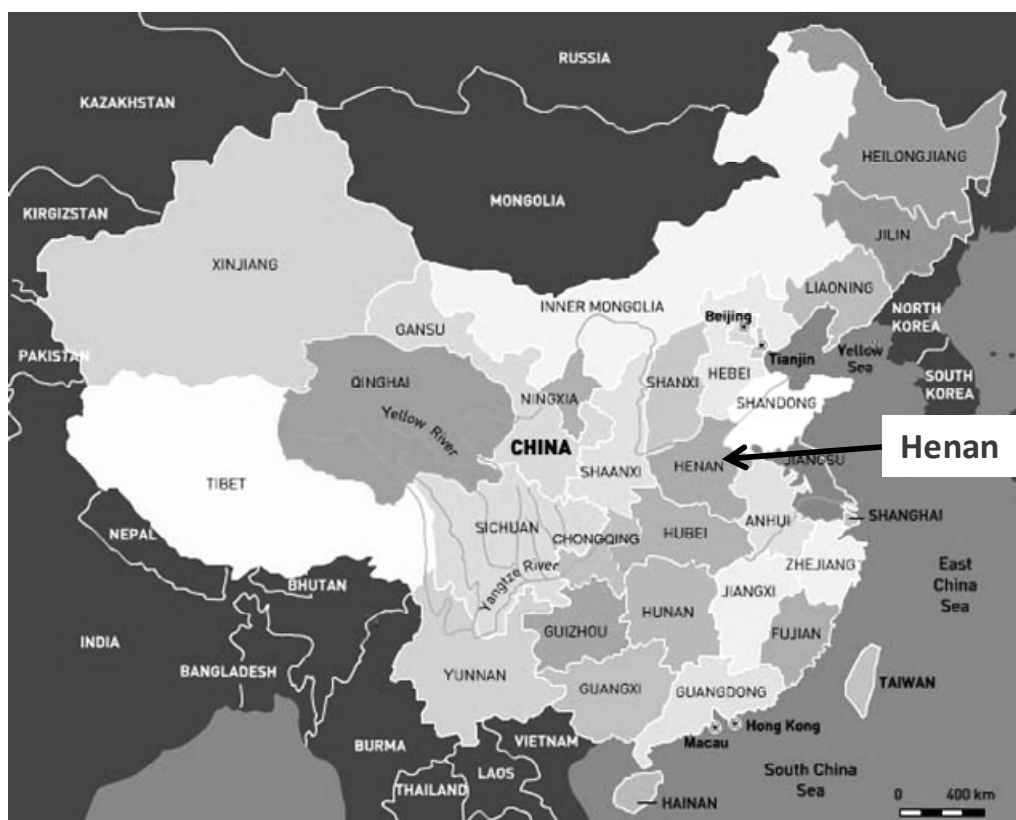 RUSSIA
KAZAKHSTAN
HEILONGJIANG
MONGOLIA
KIRGIZSTAN
JILIN
XINJIANG
LIAONING
INNER MONGOLIA
NORTH
KOREA
GANSU
Beijing
Yellow
Sea
PAKISTAN
Tianjin
QINGHAI
SHANXI
HEBEI
SOUTH
KOREA
NINGXIA
SHANDONG
Yellow River
CHINA
Henan
HENAN
JIANGSU
SHAANXI
TIBET
SHANGHAI
ANHUI
SICHUAN
CHONGQING
HUBEI
NEPAL
ZHEJIANG
East
China
Sea
Yangtze River
BHUTAN
JIANGXI
HUNAN
INDIA
GUIZHOU
FUJIAN
BANGLADESH
YUNNAN
TAIWAN
GUANGXI
GUANGDONG
Hong Kong
Macau
BURMA
VIETNAM
LAOS
South China
Sea
THAILAND
HAINAN
0 400 km